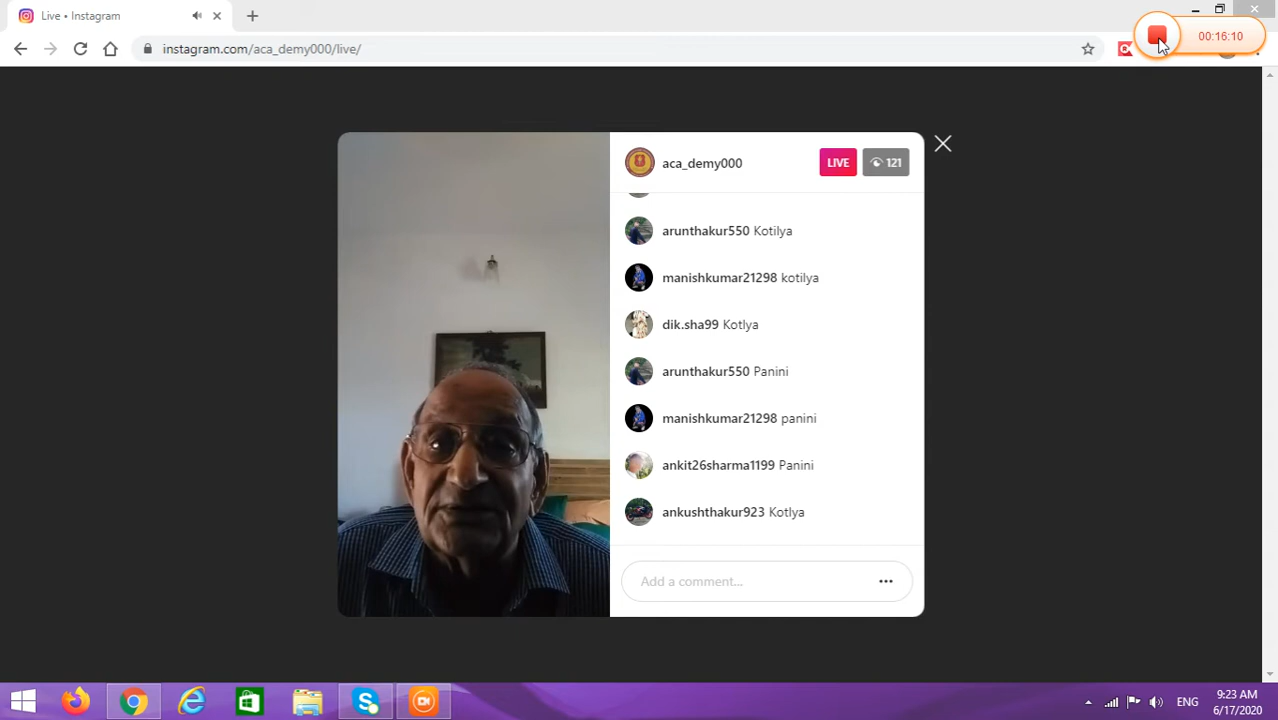 Live • Instagram
00:16:10
instagram.com/aca_demy000/live/
aca_demy000
LIVE
121
arunthakur550 Kotilya
manishkumar21298 kotilya
dik.sha99 Kotlya
arunthakur550 Panini
manishkumar21298 panini
ankit26sharma1199 Panini
ankushthakur923 Kotlya
Add a comment...
ENG
9:23 AM
6/17/2020